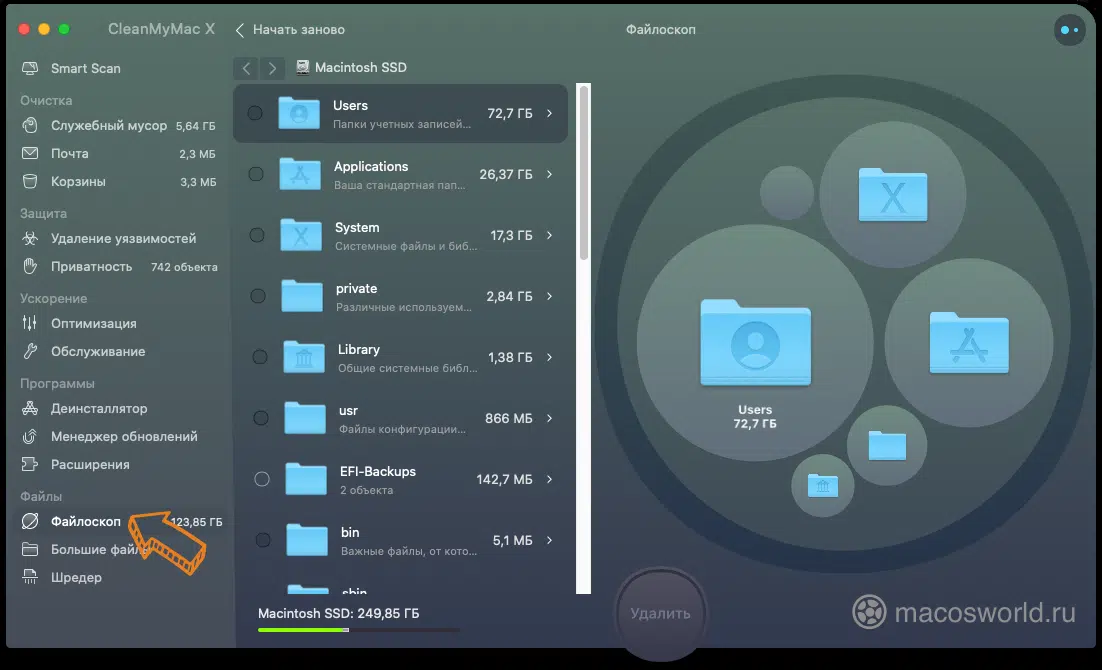 CleanMyMac X
Начать заново
Файлоскоп
Smart Scan
Очистка
Служебный мусор 5,64 ГБ
Почта 2,3 МБ
Корзины 3,3 МБ
Защита
Удаление уязвимостей
Приватность 742 объекта
Ускорение
Оптимизация
Обслуживание
Программы
Деинсталлятор
Менеджер обновлений
Расширения
Файлы
Файлоскоп 123,85 ГБ
Большие файлы
Шредер
Macintosh SSD
Users 72,7 ГБ
Папки учетных записей...
Applications 26,37 ГБ
Ваша стандартная пап...
System 17,3 ГБ
Системные файлы и биб...
private 2,84 ГБ
Различные используем...
Library 1,38 ГБ
Общие системные библ...
usr 866 МБ
Файлы конфигурации...
EFI-Backups 142,7 МБ
2 объекта
bin 5,1 МБ
Важные файлы, от кото...
sbin
Macintosh SSD: 249,85 ГБ
Users
72,7 ГБ
Удалить
macosworld.ru